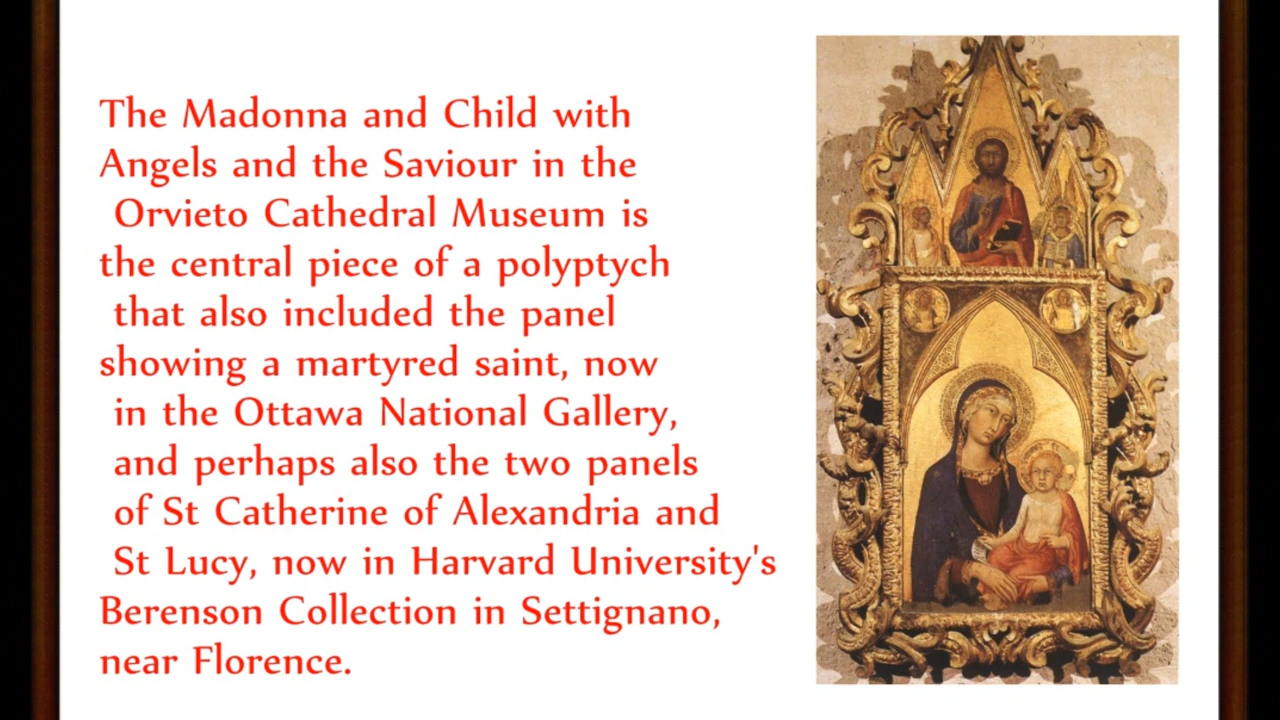 The Madonna and Child with
Angels and the Saviour in the
Orvieto Cathedral Museum is
the central piece of a polyptych
that also included the panel
showing a martyred saint, now
in the Ottawa National Gallery,
and perhaps also the two panels
of St Catherine of Alexandria and
St Lucy, now in Harvard University's
Berenson Collection in Settignano,
near Florence.